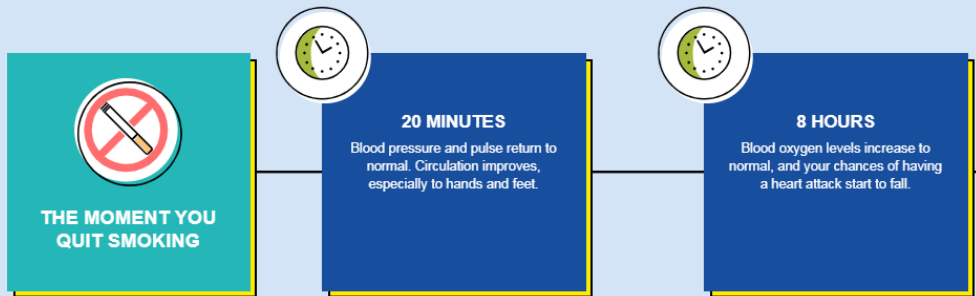 THE MOMENT YOU
QUIT SMOKING
20 MINUTES
Blood pressure and pulse return to
normal. Circulation improves,
especially to hands and feet.
8 HOURS
Blood oxygen levels increase to
normal, and your chances of having
a heart attack start to fall.